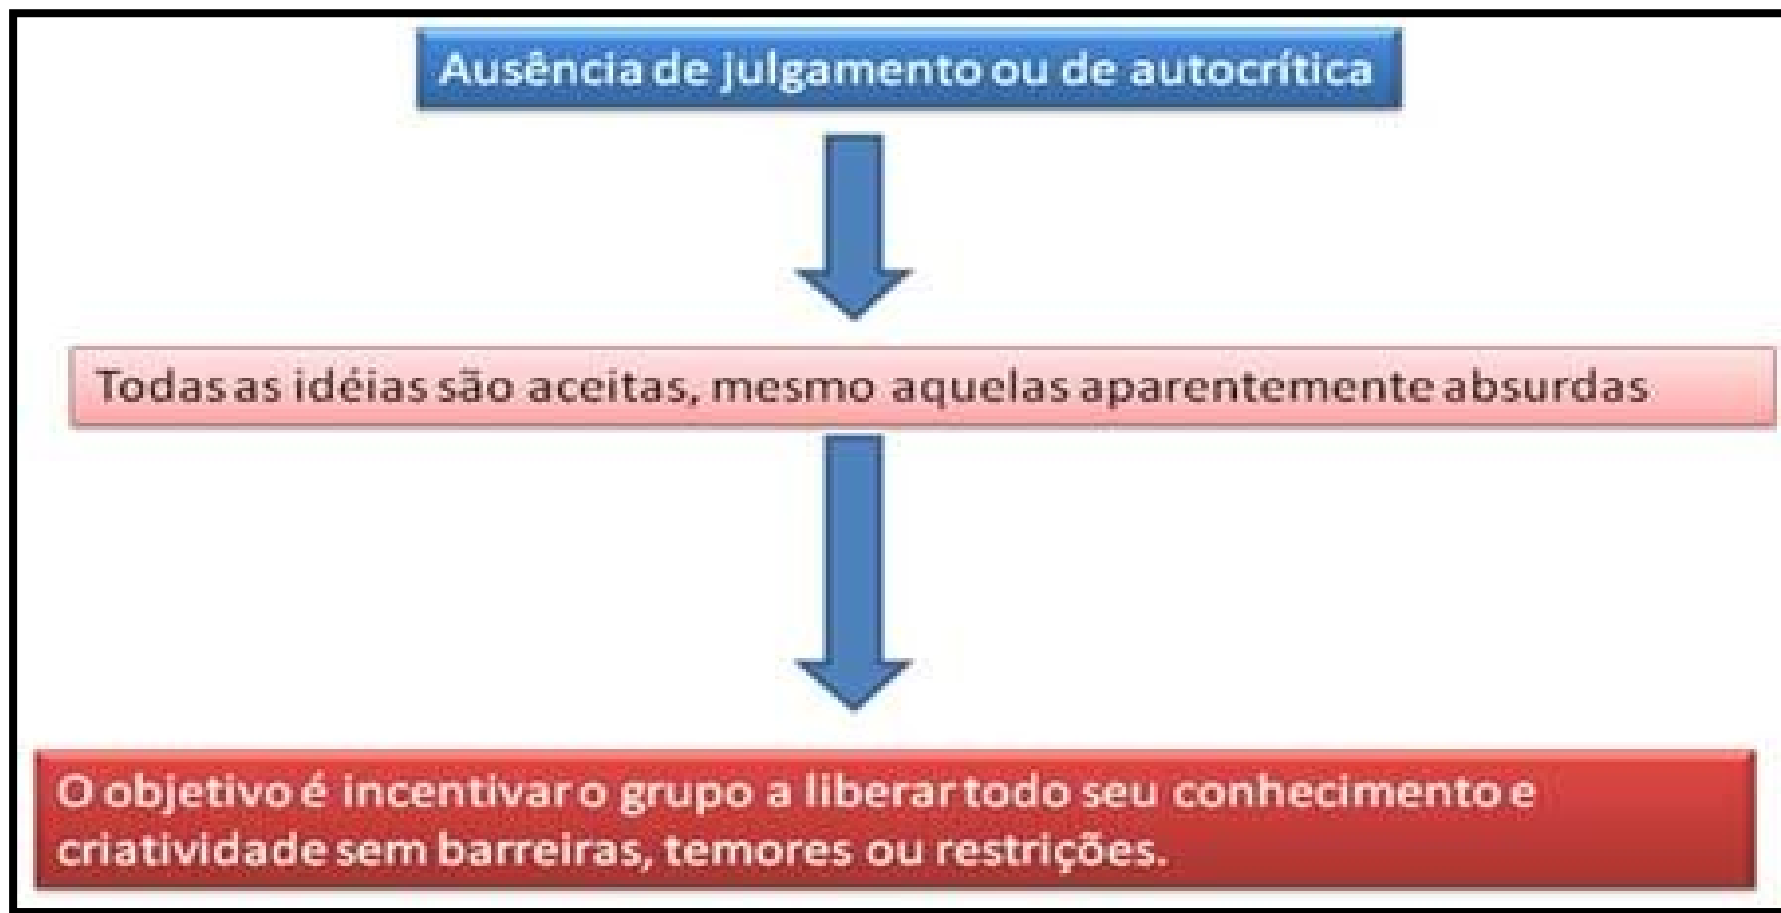 Ausência de julgamento ou de autocrítica
Todas as idéias são aceitas, mesmo aquelas aparentemente absurdas
O objetivo é incentivar o grupo a liberar todo seu conhecimento e
criatividade sem barreiras, temores ou restrições.